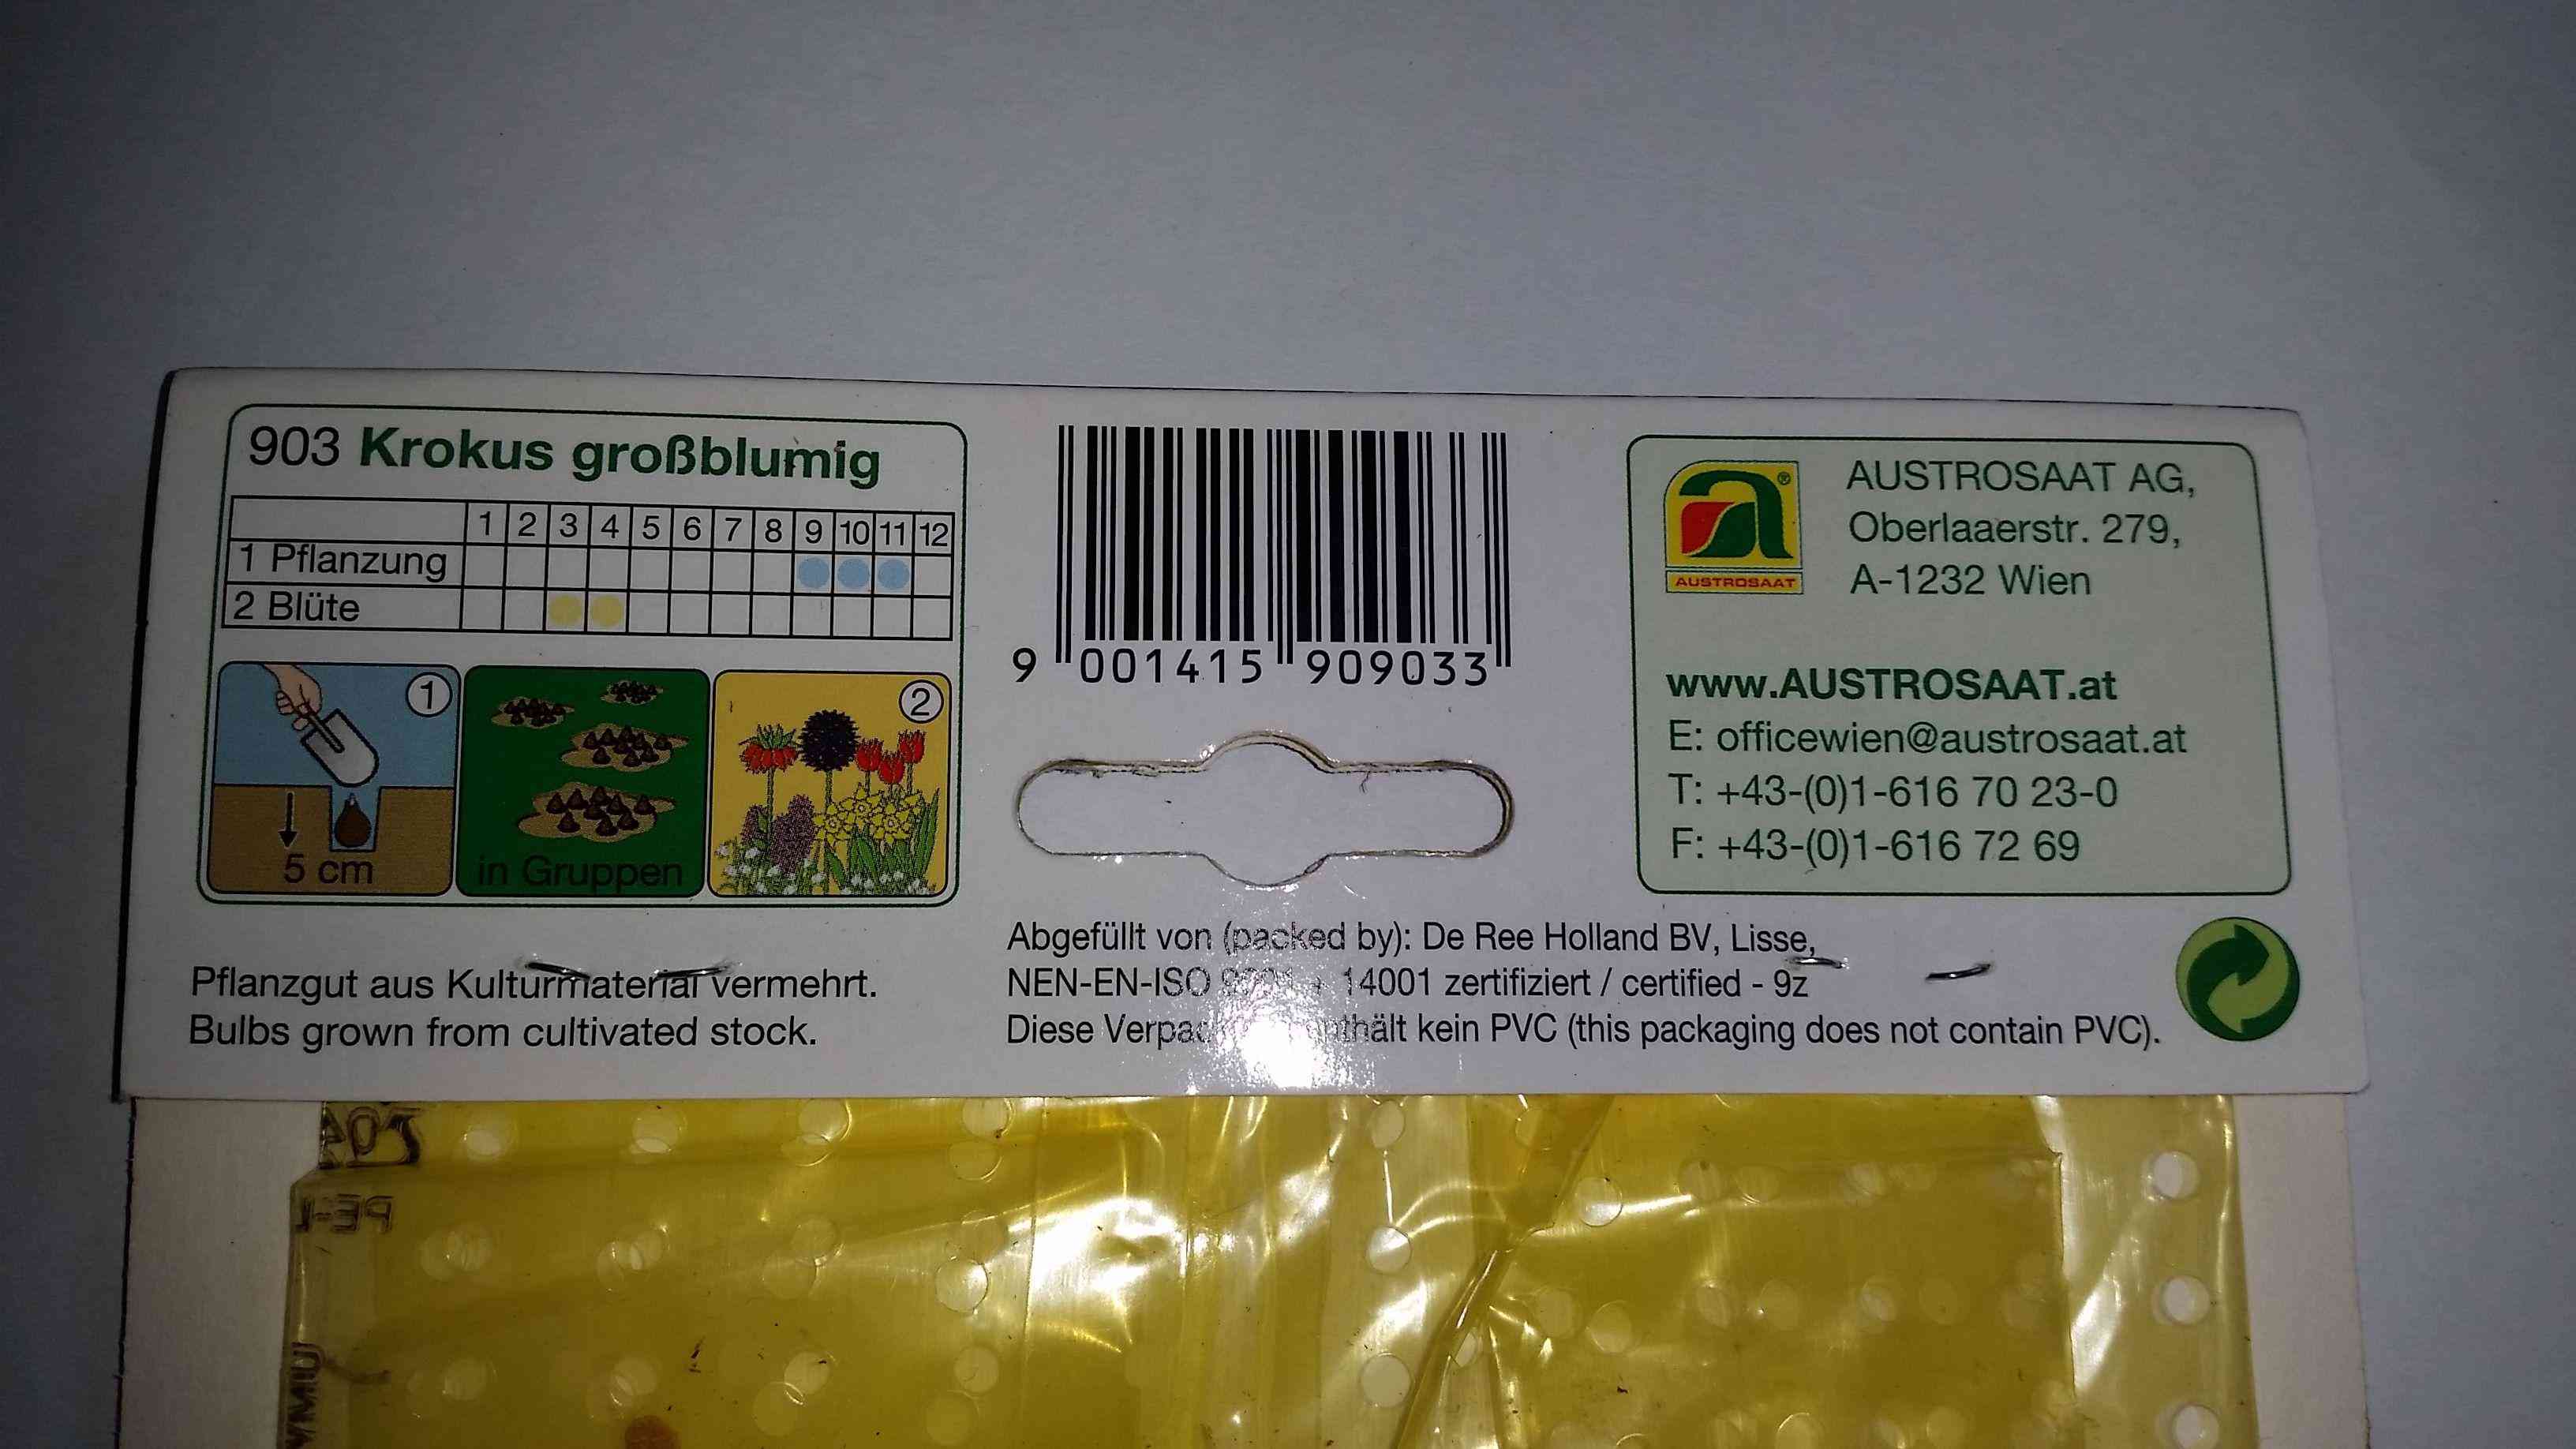 903 Krokus großblumig
1 2 3 4 5 6 7 8 9 10 11 12
1 Pflanzung
2 Blüte
1
5 cm
in Gruppen
2
Pflanzgut aus Kulturmaterial vermehrt.
Bulbs grown from cultivated stock.
9 001415 909033
Abgefüllt von (packed by): De Ree Holland BV, Lisse,
NEN-EN-ISO 14001 zertifiziert / certified - 9z
Diese kein PVC (this packaging does not contain PVC).
®
AUSTROSAAT
AUSTROSAAT AG,
Oberlaaerstr. 279,
A-1232 Wien
www.AUSTROSAAT.at
E: officewien@austrosaat.at
T: +43-(0)1-616 70 23-0
F: +43-(0)1-616 72 69